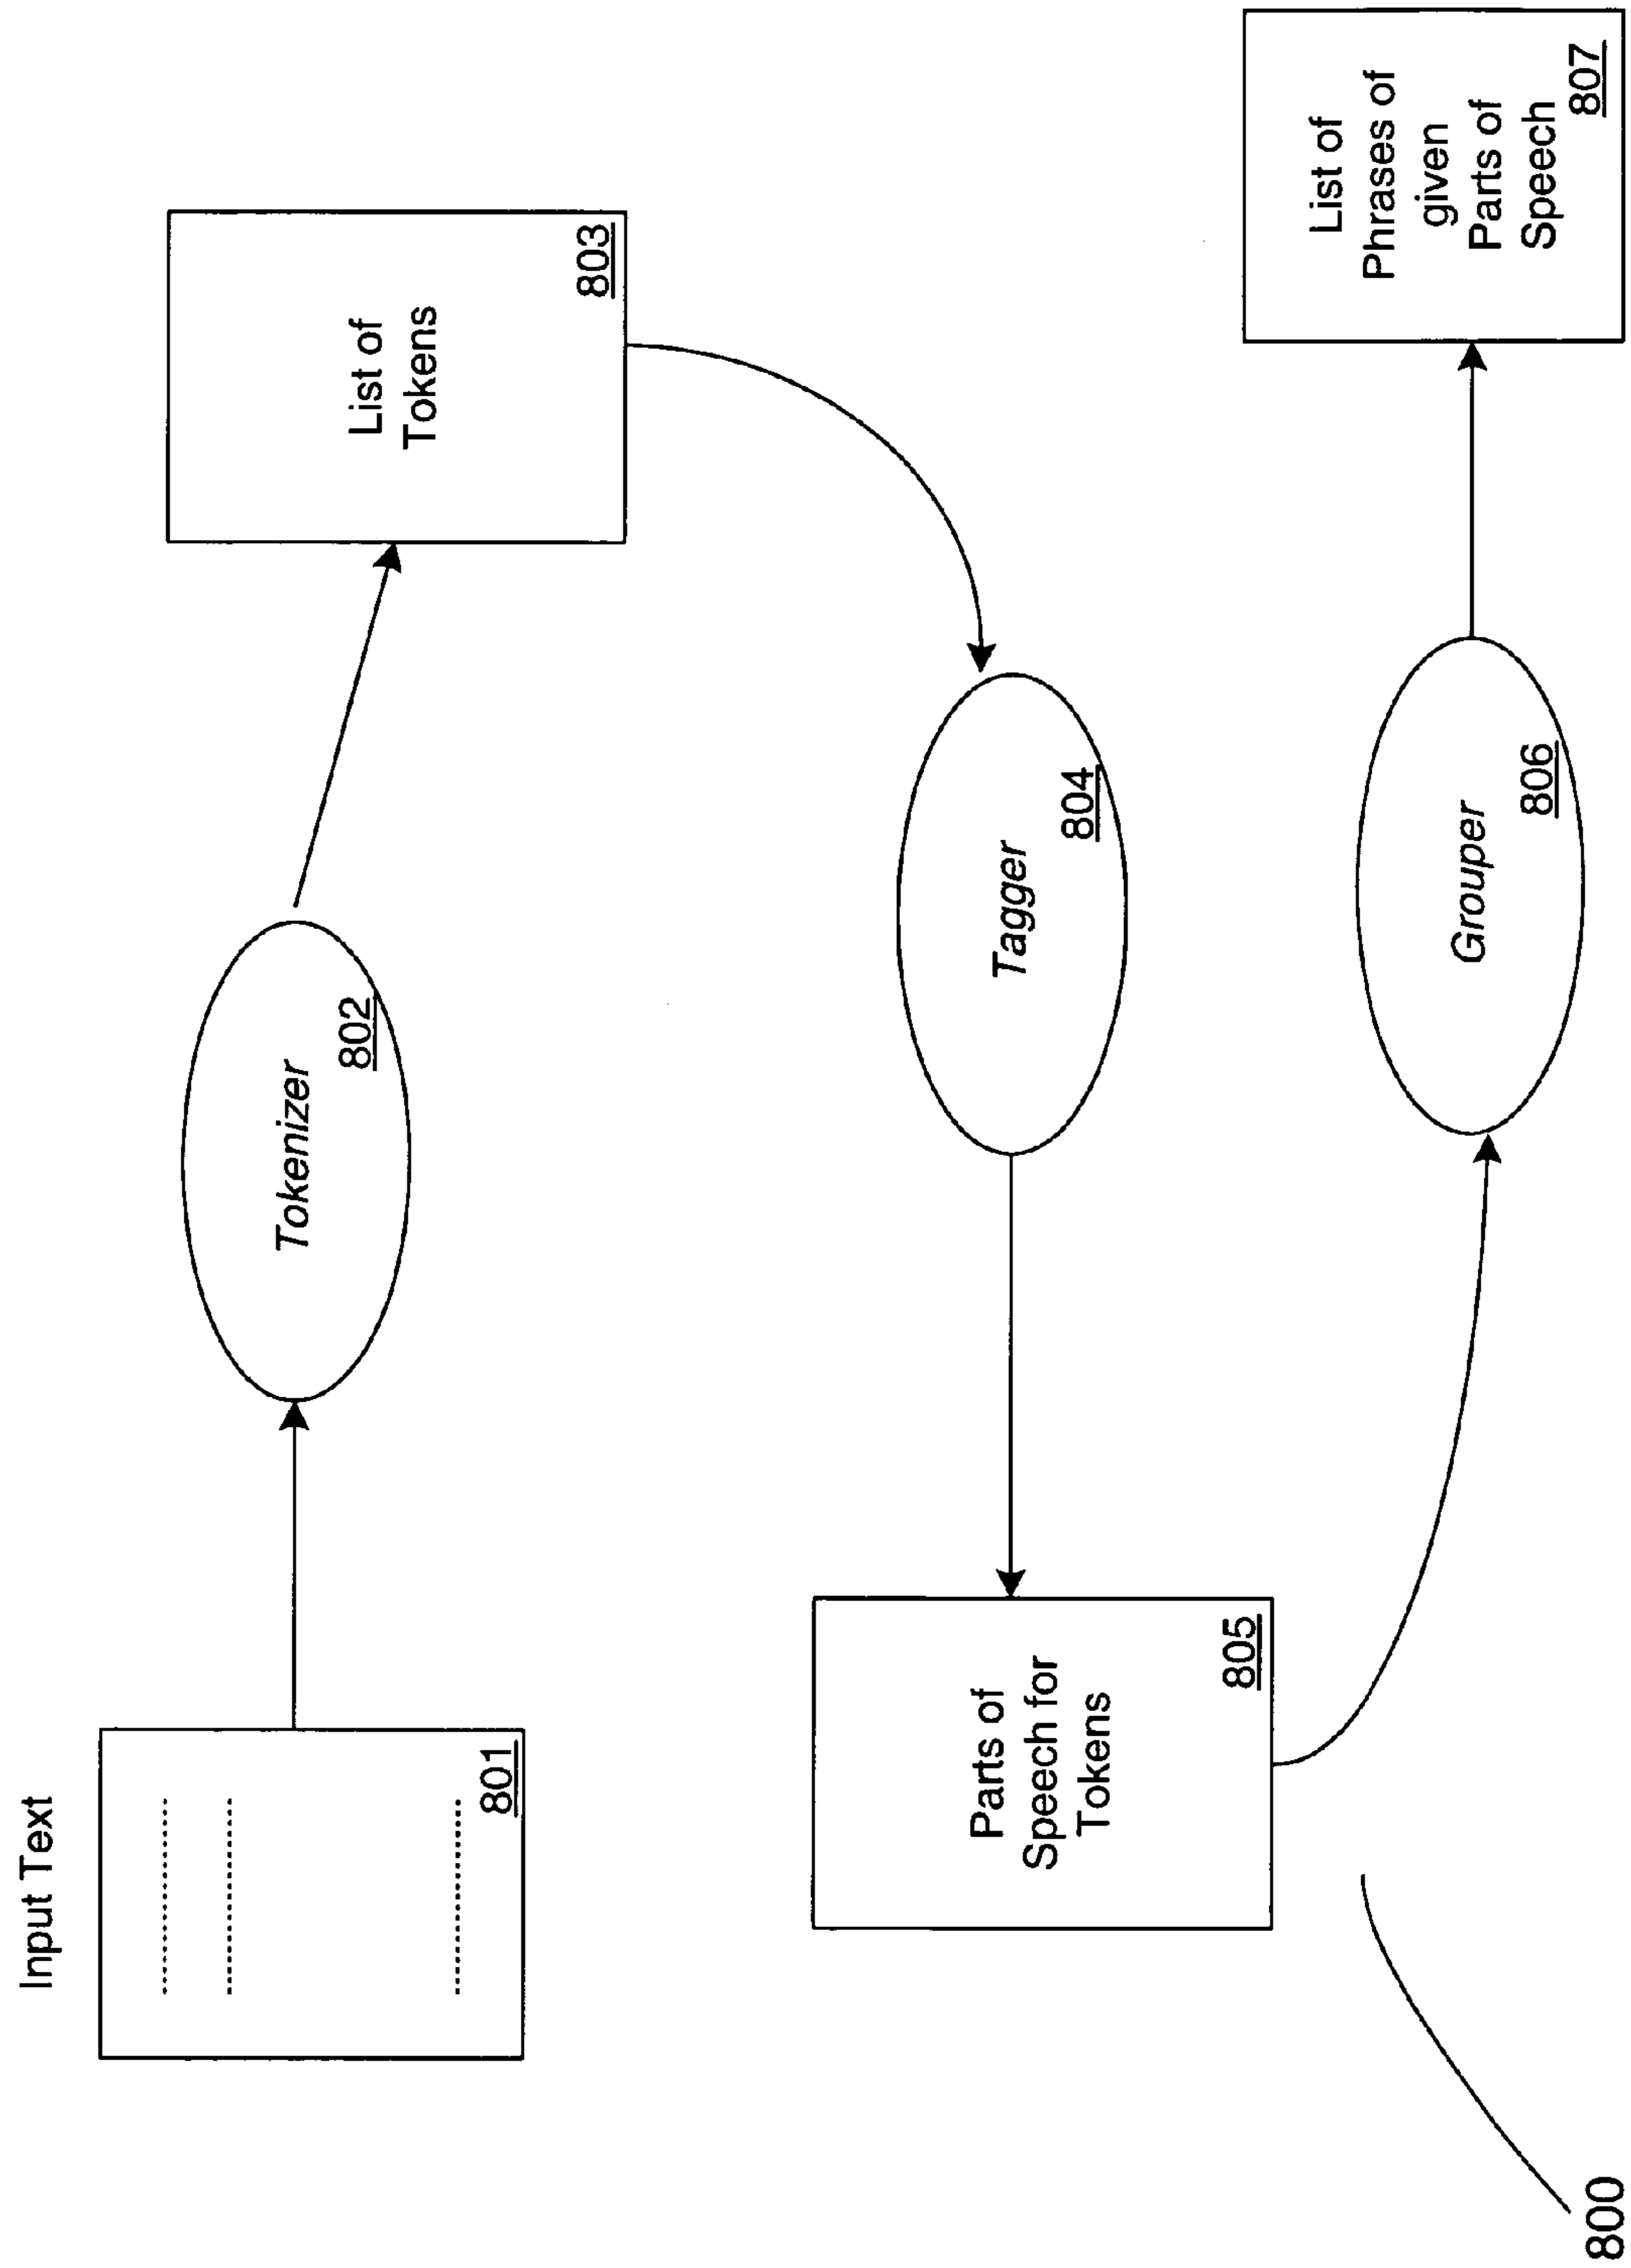 Input Text
801
Tokenizer
802
List of
Tokens
803
Parts of
Speech for
Tokens
805
Tagger
804
Grouper
806
List of
Phrases of
given
Parts of
Speech
807
800